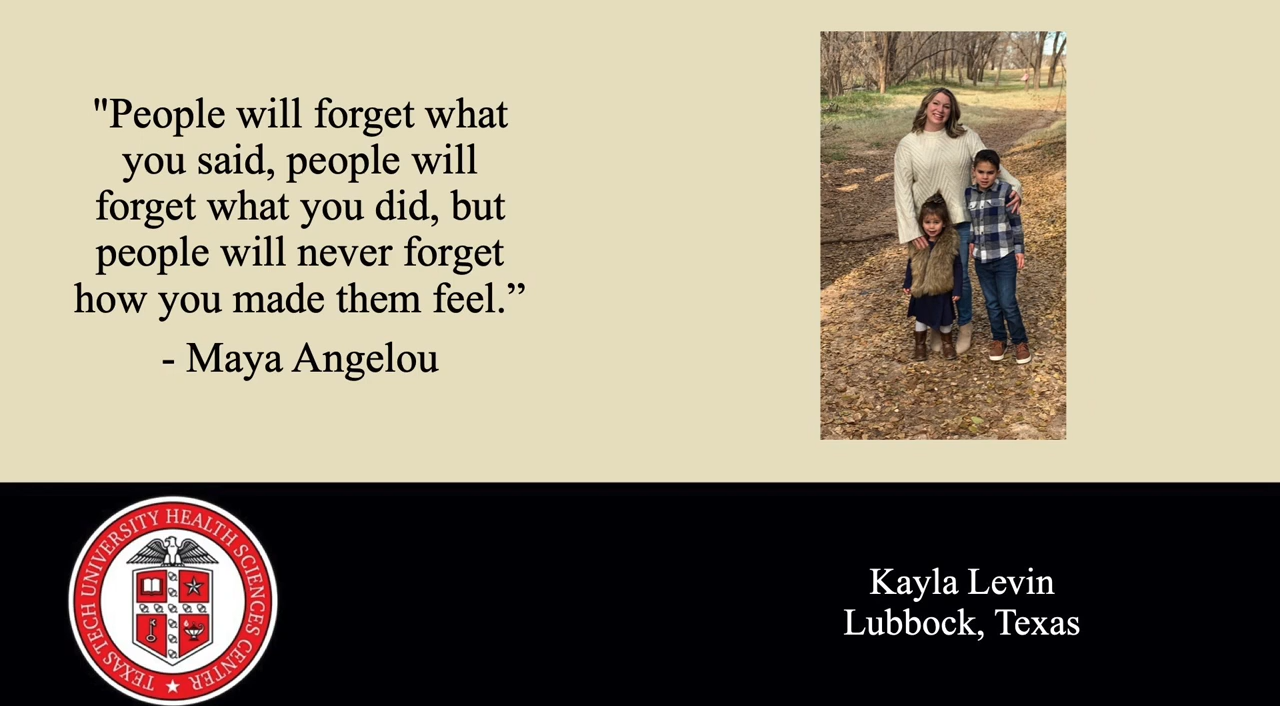 "People will forget what
you said, people will
forget what you did, but
people will never forget
how you made them feel.”
- Maya Angelou
TEXAS TECH UNIVERSITY HEALTH SCIENCES CENTER
Kayla Levin
Lubbock, Texas